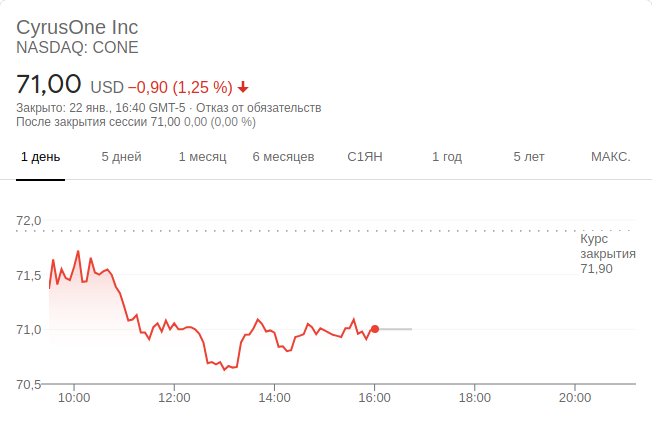 CyrusOne Inc
NASDAQ: CONE
71,00 USD −0,90 (1,25 %)
Закрыто: 22 янв., 16:40 GMT-5 · Отказ от обязательств
После закрытия сессии 71,00 0,00 (0,00 %)
1 день 5 дней 1 месяц 6 месяцев С1ЯН 1 год 5 лет МАКС.
72,0
Курс
закрытия
71,90
71,5
71,0
70,5
10:00 12:00 14:00 16:00 18:00 20:00